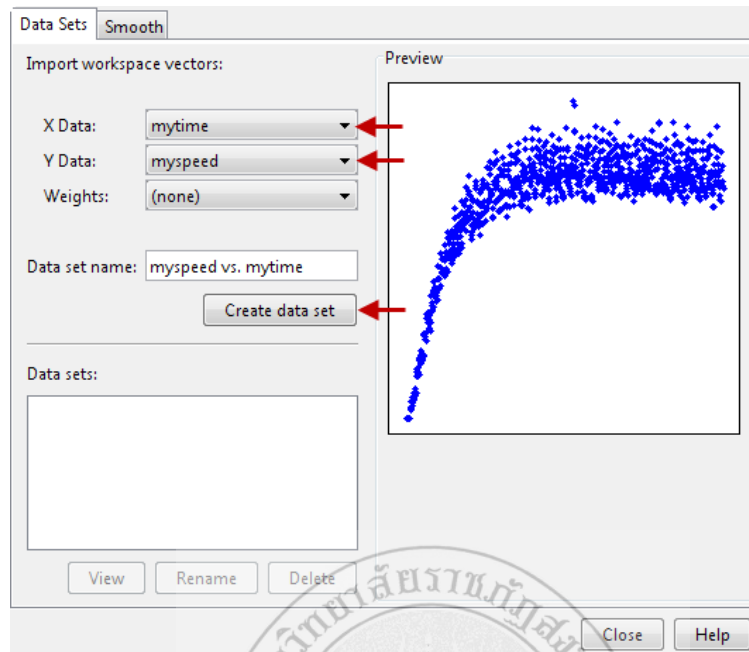 Data Sets
Smooth
Import workspace vectors:
Preview
X Data:
mytime
Y Data:
myspeed
Weights:
(none)
Data set name:
myspeed vs. mytime
Create data set
Data sets:
View
Rename
Delete
Close
Help